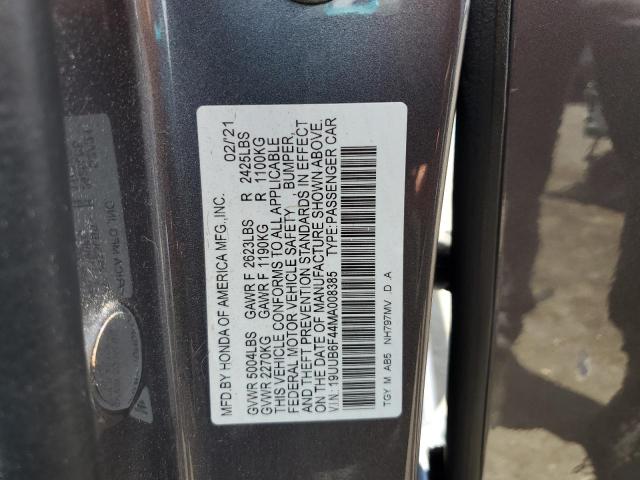 MFD.BY HONDA OF AMERICA MFG.,INC. 02/21
GVWR 5004LBS GAWR F 2623LBS R 2425LBS
GVWR 2270KG GAWR F 1190KG R 1100KG
THIS VEHICLE CONFORMS TO ALL APPLICABLE
FEDERAL MOTOR VEHICLE SAFETY, BUMPER,
AND THEFT PREVENTION STANDARDS IN EFFECT
ON THE DATE OF MANUFACTURE SHOWN ABOVE.
V.I.N.:19UUB6F44MA008385 TYPE:PASSENGER CAR
TGY M AB5 NH797MV D A